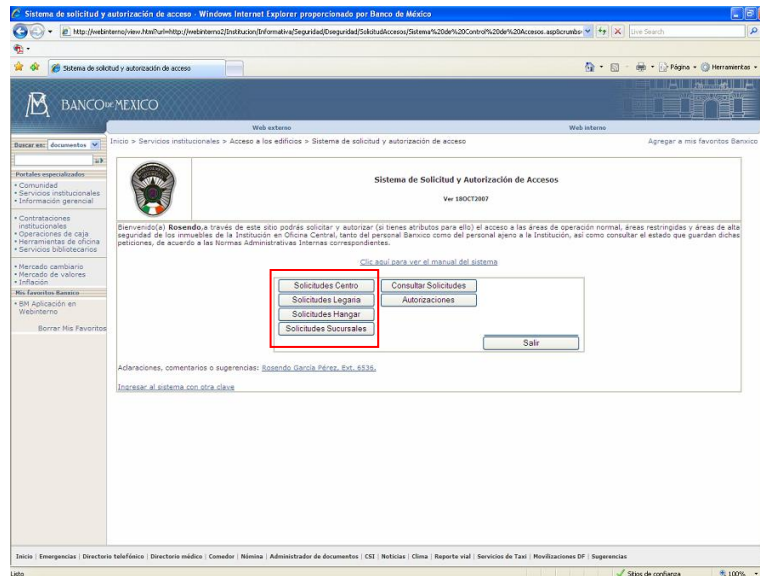 Sistema de solicitud y autorización de acceso - Windows Internet Explorer proporcionado por Banco de México
Live Search
Sistema de solicitud y autorización de acceso
Página
Herramientas
BANCO DE MEXICO
Web externo
Web interno
Buscar en: documentos
Inicio > Servicios institucionales > Acceso a los edificios > Sistema de solicitud y autorización de acceso
Agregar a mis favoritos Banxico
Portales especializados
• Comunidad
• Servicios institucionales
• Información gerencial
• Contrataciones
institucionales
• Operaciones de caja
• Herramientas de oficina
• Servicios bibliotecarios
• Mercado cambiario
• Mercado de valores
• Inflación
Mis favoritos Banxico
• BM Aplicación en
Webinterno
Borrar Mis Favoritos
Sistema de Solicitud y Autorización de Accesos
Ver 18OCT2007
Bienvenido(a) Rosendo.a través de este sitio podrás solicitar y autorizar (si tienes atributos para ello) el acceso a las áreas de operación normal, áreas restringidas y áreas de alta
seguridad de los inmuebles de la Institución en Oficina Central, tanto del personal Banxico como del personal ajeno a la Institución, así como consultar el estado que guardan dichas
peticiones, de acuerdo a las Normas Administrativas Internas correspondientes.
Clic aquí para ver el manual del sistema
Solicitudes Centro
Consultar Solicitudes
Solicitudes Legaria
Autorizaciones
Solicitudes Hangar
Solicitudes Sucursales
Salir
Aclaraciones, comentarios o sugerencias: Rosendo García Pérez, Ext. 6536.
Ingresar al sistema con otra clave
Inicio | Emergencias | Directorio telefónico | Directorio médico | Comedor | Nómina | Administrador de documentos | CSI | Noticias | Clima | Reporte vial | Servicios de Taxi | Movilizaciones DF | Sugerencias
Listo
Sitios de confianza
100%